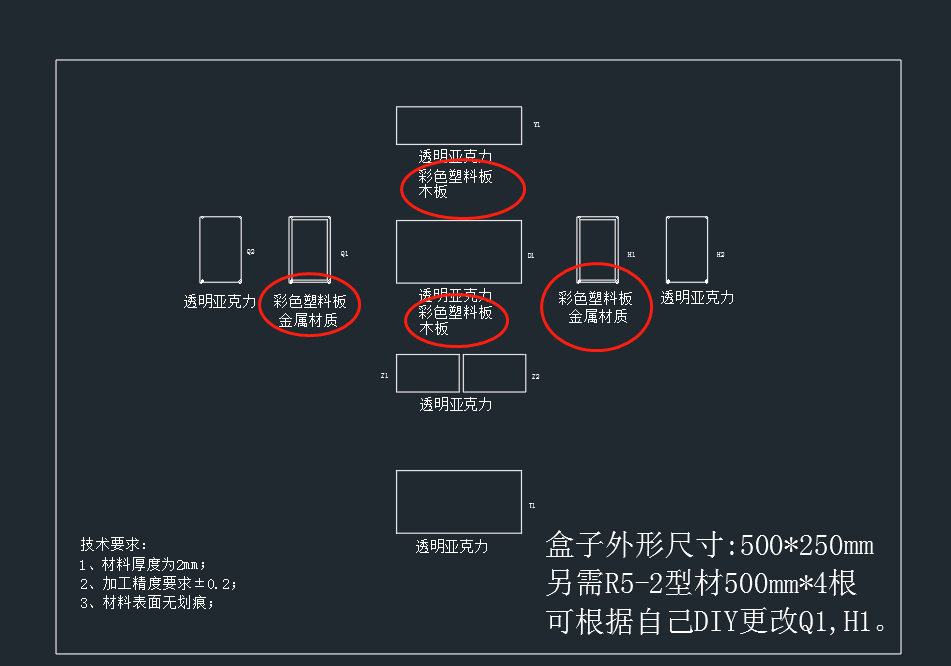 Y1
透明亚克力
彩色塑料板
木板
Q2
Q1
D1
H1
H2
透明亚克力
彩色塑料板
金属材质
透明亚克力
彩色塑料板
木板
彩色塑料板
金属材质
透明亚克力
Z1
Z2
透明亚克力
T1
透明亚克力
技术要求:
1、材料厚度为2mm;
2、加工精度要求±0.2;
3、材料表面无划痕;
盒子外形尺寸:500*250mm
另需R5-2型材500mm*4根
可根据自己DIY更改Q1,H1。